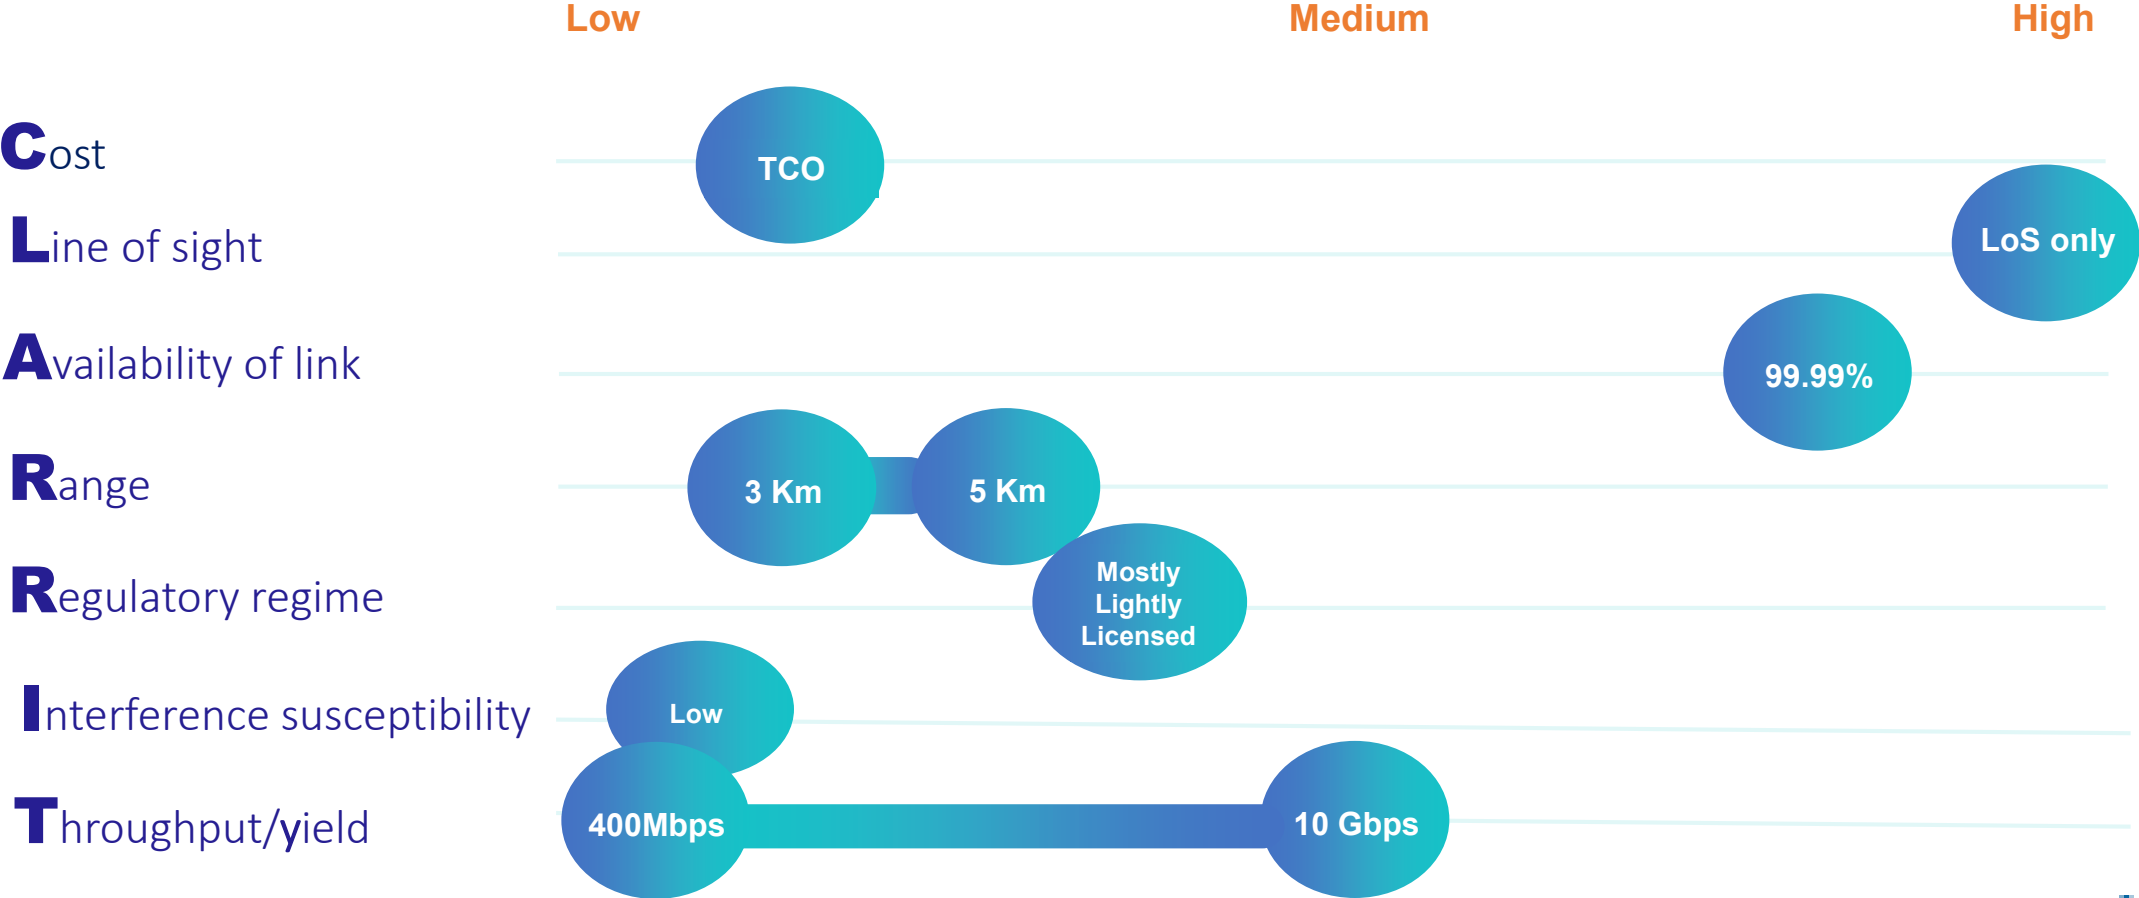 Low Medium High
Cost
TCO
Line of sight
LoS only
Availability of link
99.99%
Range
3 Km
5 Km
Regulatory regime
Mostly
Lightly
Licensed
Interference susceptibility
Low
Throughput/yield
400Mbps
10 Gbps